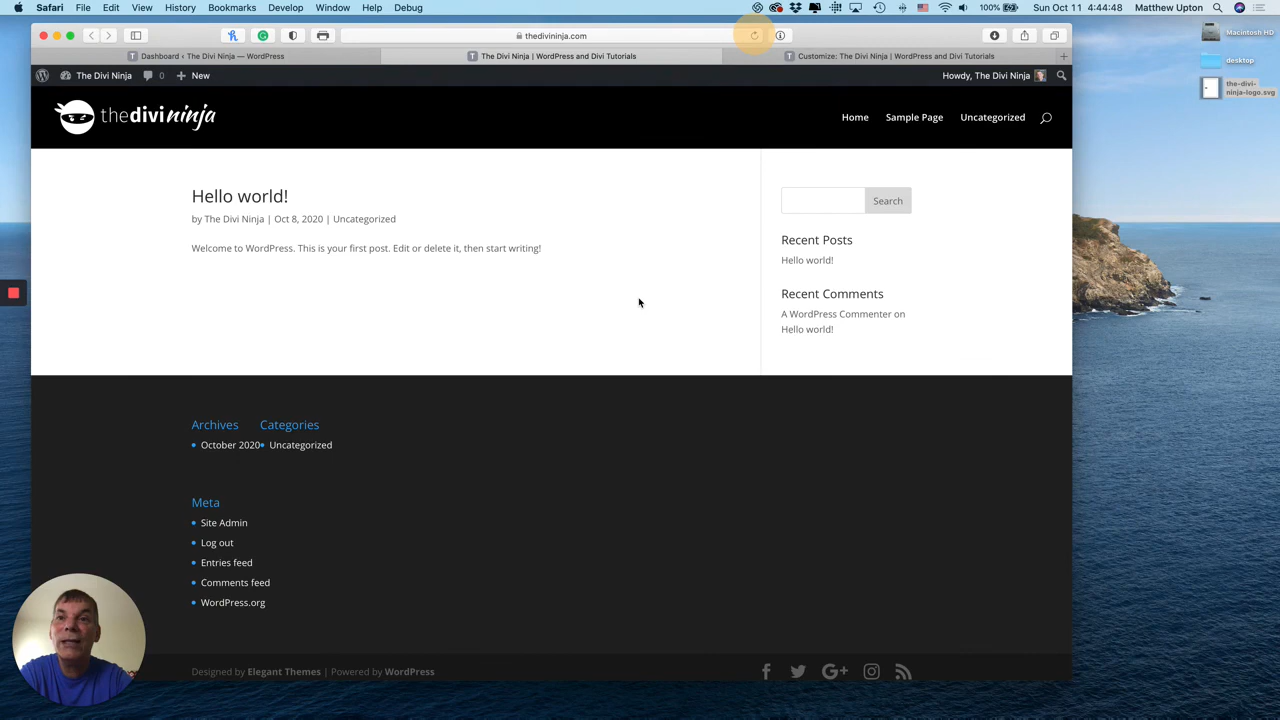 Safari File Edit View History Bookmarks Develop Window Help Debug 100% Sun Oct 11 4:44:48 Matthew Upton
thedivininja.com
Dashboard ‹ The Divi Ninja — WordPress
The Divi Ninja | WordPress and Divi Tutorials
Customize: The Divi Ninja | WordPress and Divi Tutorials
The Divi Ninja 0 New Howdy, The Divi Ninja
thedivininja
Home Sample Page Uncategorized
Hello world!
by The Divi Ninja | Oct 8, 2020 | Uncategorized
Welcome to WordPress. This is your first post. Edit or delete it, then start writing!
Search
Recent Posts
Hello world!
Recent Comments
A WordPress Commenter on
Hello world!
Archives
October 2020
Categories
Uncategorized
Meta
Site Admin
Log out
Entries feed
Comments feed
WordPress.org
Designed by Elegant Themes | Powered by WordPress
Macintosh HD
desktop
the-divi-
ninja-logo.svg